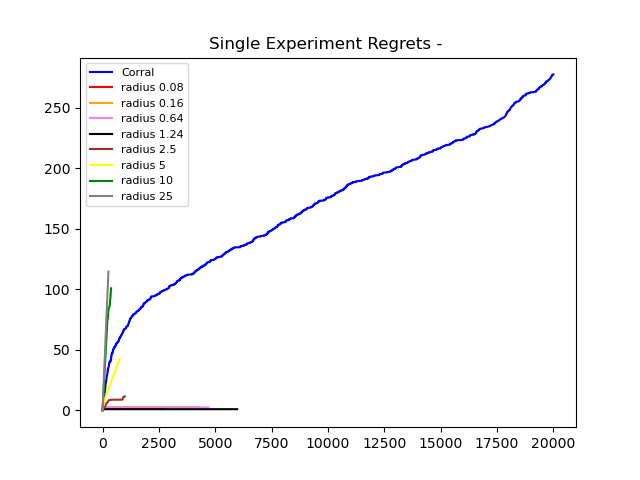 Single Experiment Regrets -
Corral
radius 0.08
radius 0.16
radius 0.64
radius 1.24
radius 2.5
radius 5
radius 10
radius 25
250
200
150
100
50
0
0 2500 5000 7500 10000 12500 15000 17500 20000